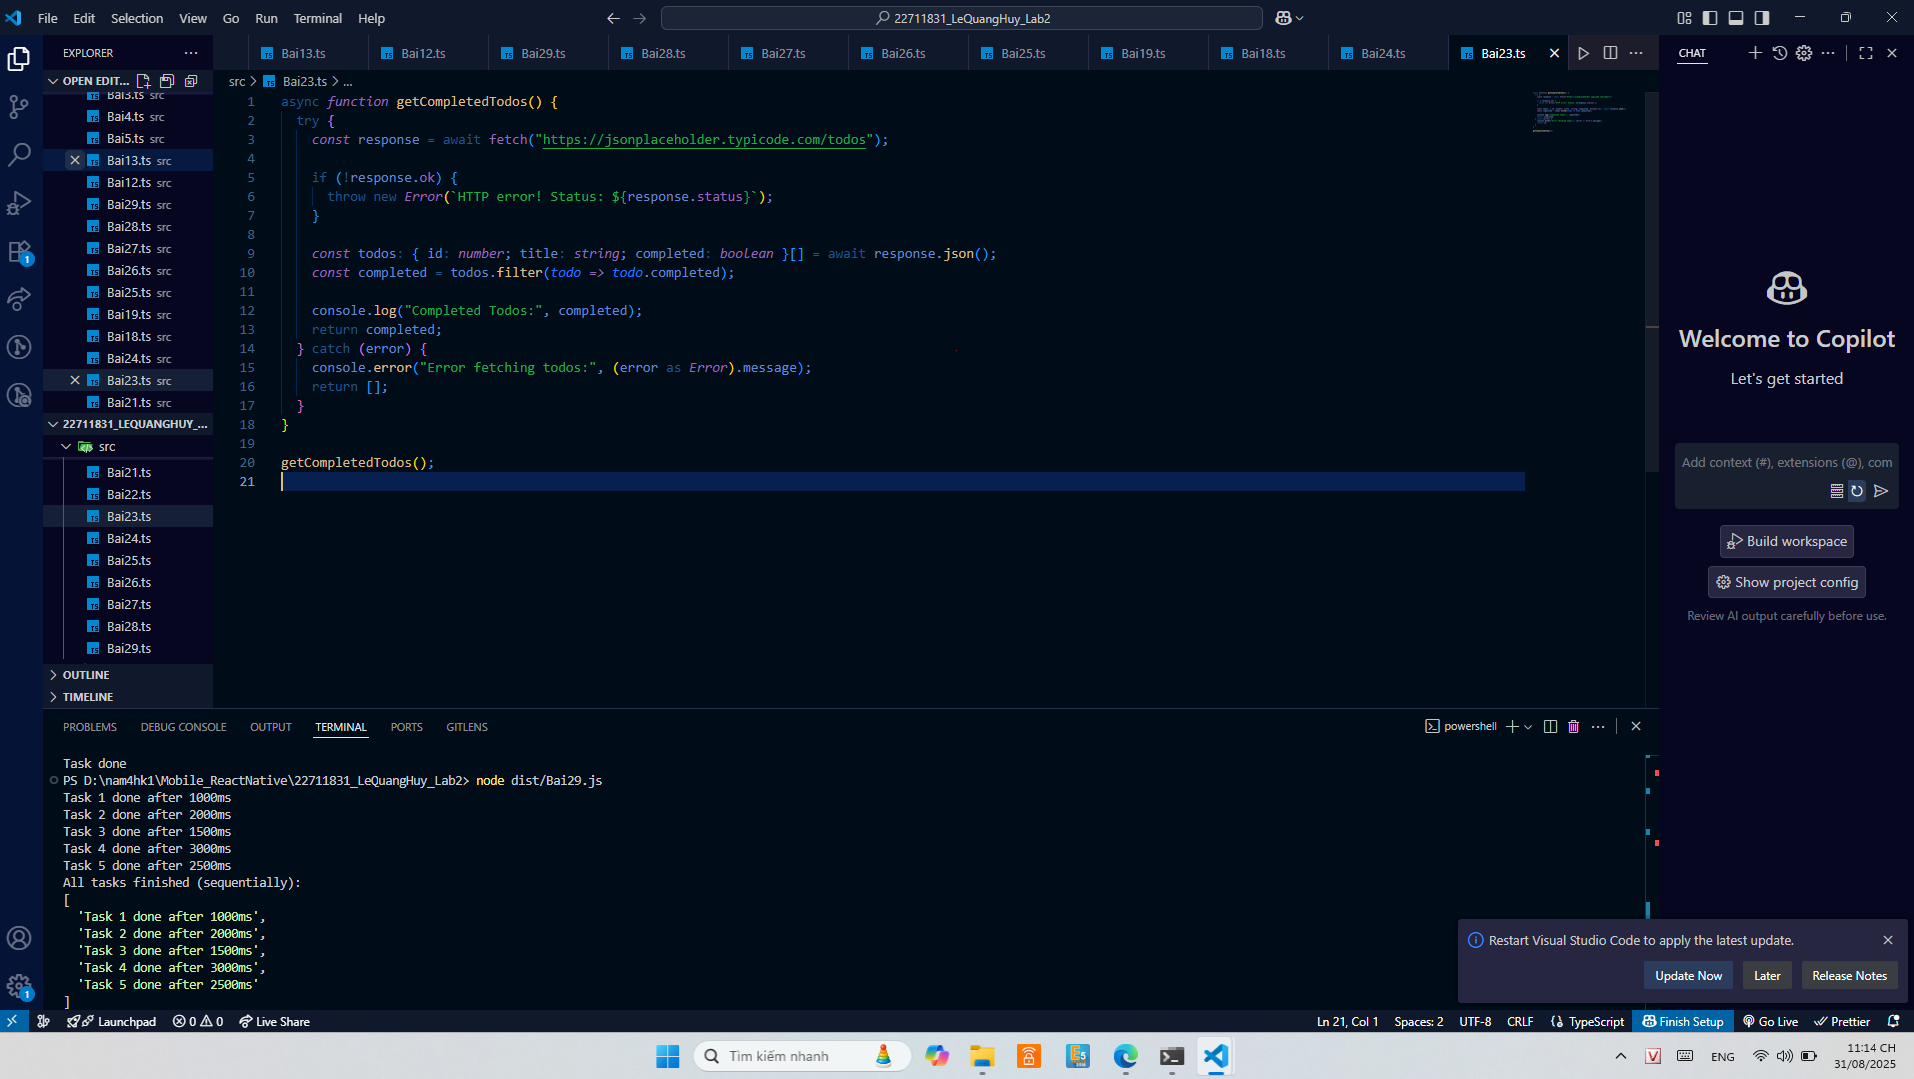 File Edit Selection View Go Run Terminal Help
22711831_LeQuangHuy_Lab2
EXPLORER
OPEN EDIT...
Bai3.ts src
Bai4.ts src
Bai5.ts src
Bai13.ts src
Bai12.ts src
Bai29.ts src
Bai28.ts src
Bai27.ts src
Bai26.ts src
Bai25.ts src
Bai19.ts src
Bai18.ts src
Bai24.ts src
Bai23.ts src
Bai21.ts src
22711831_LEQUANGHUY_...
src
Bai21.ts
Bai22.ts
Bai23.ts
Bai24.ts
Bai25.ts
Bai26.ts
Bai27.ts
Bai28.ts
Bai29.ts
OUTLINE
TIMELINE
Bai13.ts Bai12.ts Bai29.ts Bai28.ts Bai27.ts Bai26.ts Bai25.ts Bai19.ts Bai18.ts Bai24.ts Bai23.ts
src > Bai23.ts > ...
1 async function getCompletedTodos() {
2 try {
3 const response = await fetch("https://jsonplaceholder.typicode.com/todos");
4
5 if (!response.ok) {
6 throw new Error(`HTTP error! Status: ${response.status}`);
7 }
8
9 const todos: { id: number; title: string; completed: boolean }[] = await response.json();
10 const completed = todos.filter(todo => todo.completed);
11
12 console.log("Completed Todos:", completed);
13 return completed;
14 } catch (error) {
15 console.error("Error fetching todos:", (error as Error).message);
16 return [];
17 }
18 }
19
20 getCompletedTodos();
21
CHAT
Welcome to Copilot
Let's get started
Add context (#), extensions (@), com
Build workspace
Show project config
Review AI output carefully before use.
PROBLEMS DEBUG CONSOLE OUTPUT TERMINAL PORTS GITLENS
powershell
Task done
PS D:\nam4hk1\Mobile_ReactNative\22711831_LeQuangHuy_Lab2> node dist/Bai29.js
Task 1 done after 1000ms
Task 2 done after 2000ms
Task 3 done after 1500ms
Task 4 done after 3000ms
Task 5 done after 2500ms
All tasks finished (sequentially):
[
'Task 1 done after 1000ms',
'Task 2 done after 2000ms',
'Task 3 done after 1500ms',
'Task 4 done after 3000ms',
'Task 5 done after 2500ms'
]
Restart Visual Studio Code to apply the latest update.
Update Now Later Release Notes
1
1
Launchpad 0 0 Live Share
Ln 21, Col 1 Spaces: 2 UTF-8 CRLF {} TypeScript Finish Setup Go Live Prettier
Tìm kiếm nhanh
ENG
11:14 CH
31/08/2025